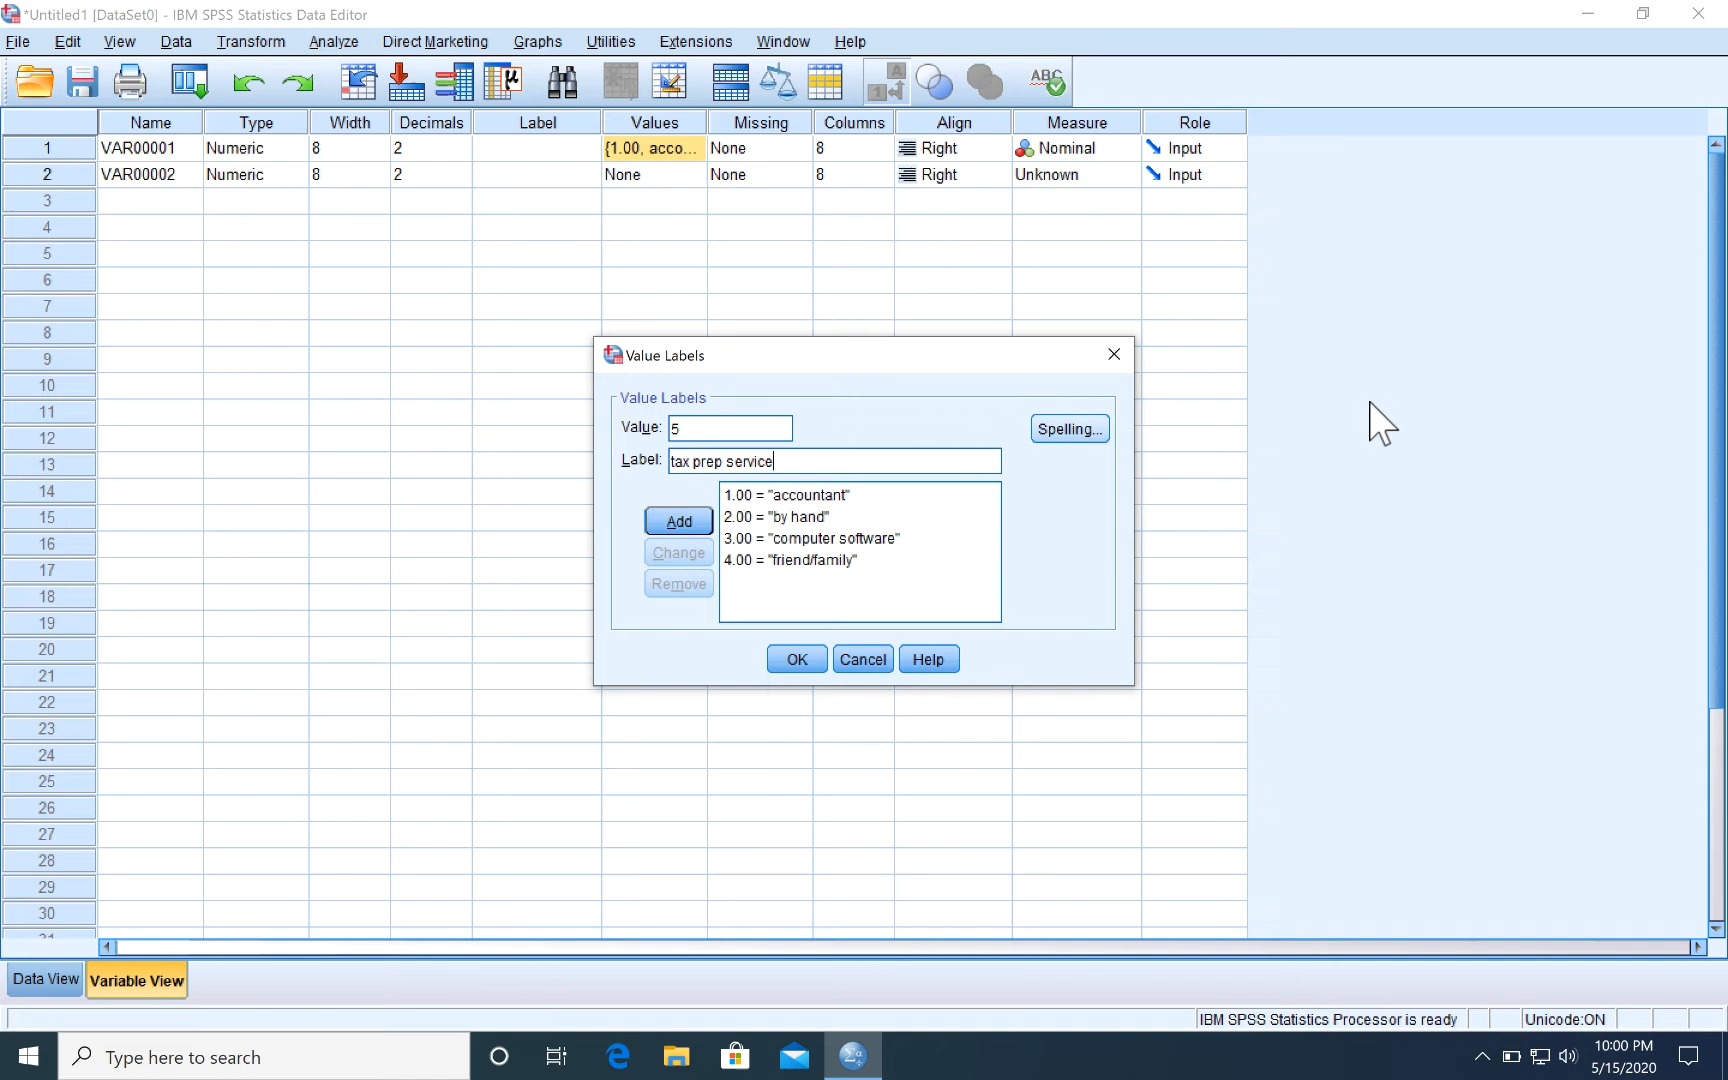 *Untitled1 [DataSet0] - IBM SPSS Statistics Data Editor
File Edit View Data Transform Analyze Direct Marketing Graphs Utilities Extensions Window Help
Name Type Width Decimals Label Values Missing Columns Align Measure Role
1 VAR00001 Numeric 8 2 {1.00, acco... None 8 Right Nominal Input
2 VAR00002 Numeric 8 2 None None 8 Right Unknown Input
3
4
5
6
7
8
9
10
11
12
13
14
15
16
17
18
19
20
21
22
23
24
25
26
27
28
29
30
Value Labels
Value Labels
Value: 5
Spelling...
Label: tax prep service
1.00 = "accountant"
2.00 = "by hand"
3.00 = "computer software"
4.00 = "friend/family"
Add
Change
Remove
OK Cancel Help
Data View Variable View
IBM SPSS Statistics Processor is ready Unicode:ON
Type here to search
10:00 PM
5/15/2020